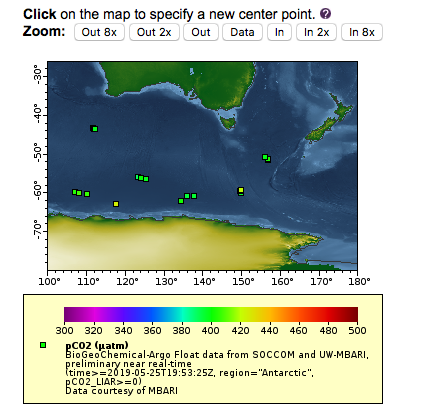 Click on the map to specify a new center point. ?
Zoom: Out 8x Out 2x Out Data In In 2x In 8x
-30°
-40°
-50°
-60°
-70°
100° 110° 120° 130° 140° 150° 160° 170° 180°
300 320 340 360 380 400 420 440 460 480 500
pCO2 (µatm)
BioGeoChemical-Argo Float data from SOCCOM and UW-MBARI,
preliminary near real-time
(time>=2019-05-25T19:53:25Z, region="Antarctic",
pCO2_LIAR>=0)
Data courtesy of MBARI